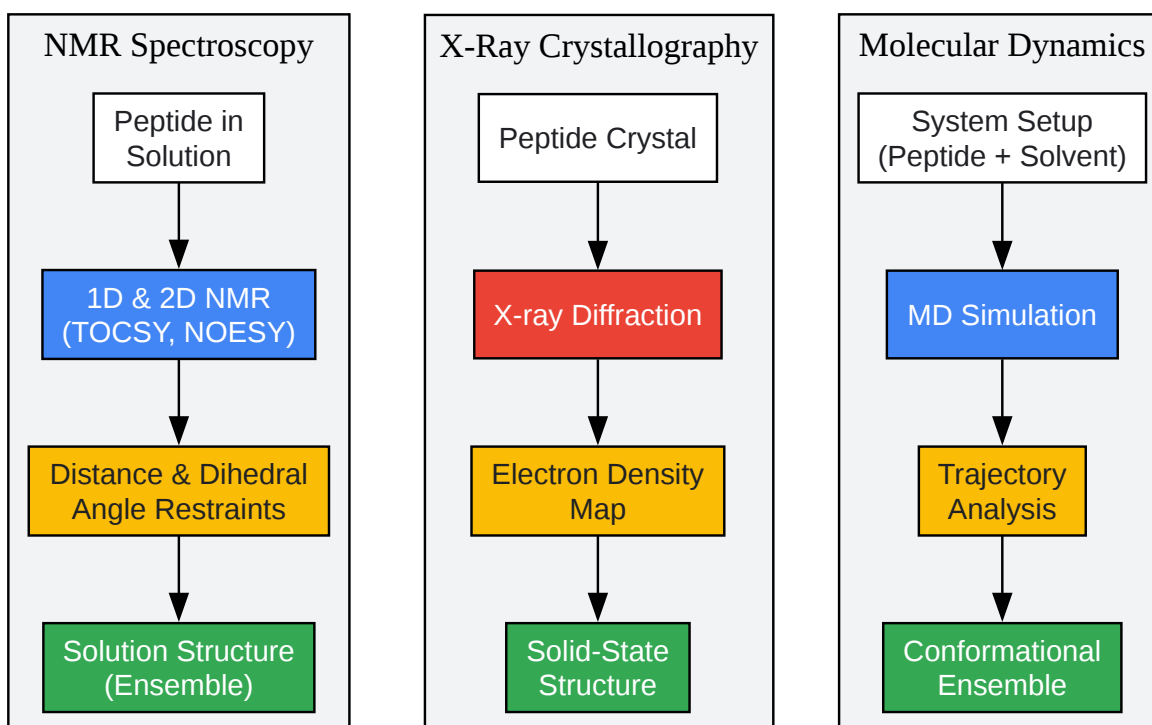 NMR Spectroscopy
Peptide in
Solution
1D & 2D NMR
(TOCSY, NOESY)
Distance & Dihedral
Angle Restraints
Solution Structure
(Ensemble)
X-Ray Crystallography
Peptide Crystal
X-ray Diffraction
Electron Density
Map
Solid-State
Structure
Molecular Dynamics
System Setup
(Peptide + Solvent)
MD Simulation
Trajectory
Analysis
Conformational
Ensemble